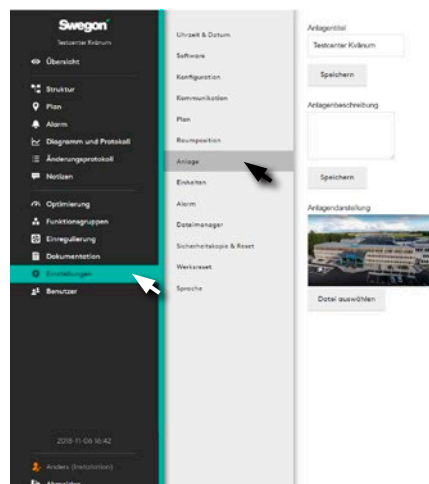 Swegon
Testcenter Kvänum
Übersicht
Struktur
Plan
Alarm
Diagramm und Protokoll
Änderungsprotokoll
Notizen
Optimierung
Funktionsgruppen
Einregulierung
Dokumentation
Einstellungen
Benutzer
2018-11-06 16:42
Anders (Installation)
Abmelden
Uhrzeit & Datum
Software
Konfiguration
Kommunikation
Plan
Raumposition
Anlage
Einheiten
Alarm
Dateimanager
Sicherheitskopie & Reset
Werksreset
Sprache
Anlagentitel
Testcenter Kvänum
Speichern
Anlagenbeschreibung
Speichern
Anlagendarstellung
Datei auswählen